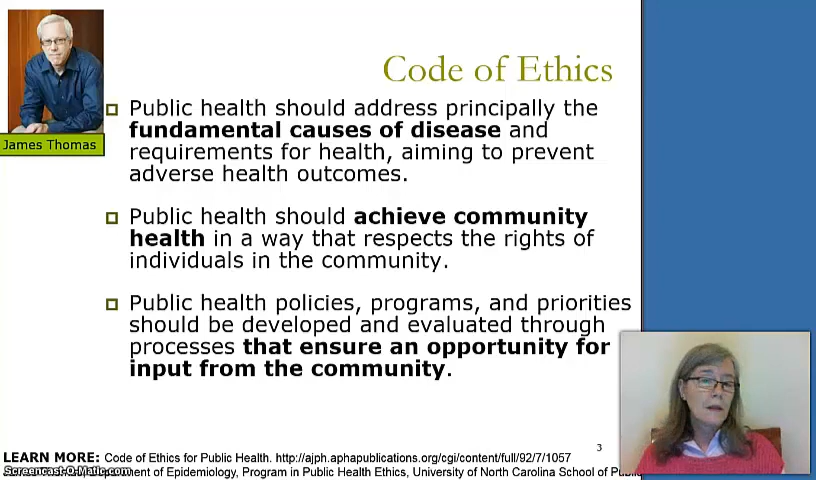 Code of Ethics
James Thomas
Public health should address principally the
fundamental causes of disease and
requirements for health, aiming to prevent
adverse health outcomes.
Public health should achieve community
health in a way that respects the rights of
individuals in the community.
Public health policies, programs, and priorities
should be developed and evaluated through
processes that ensure an opportunity for
input from the community.
3
LEARN MORE: Code of Ethics for Public Health. http://ajph.aphapublications.org/cgi/content/full/92/7/1057
Screencast-O-Matic.com
Department of Epidemiology, Program in Public Health Ethics, University of North Carolina School of